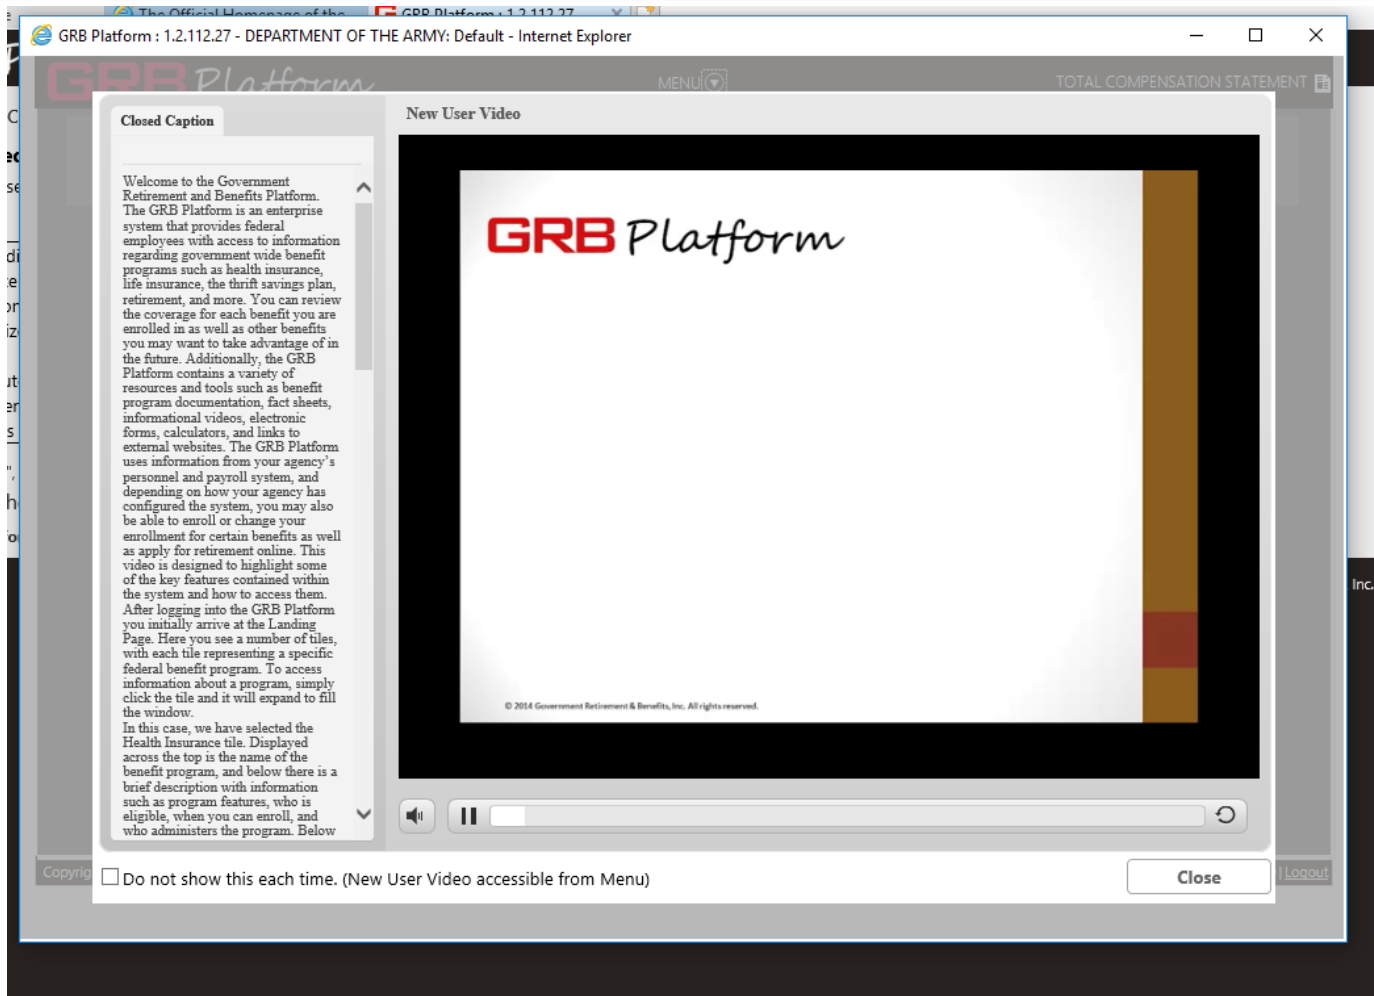 The Official Homepage of the
GRB Platform : 1.2.112.27
GRB Platform : 1.2.112.27 - DEPARTMENT OF THE ARMY: Default - Internet Explorer
GRB Platform
MENU
TOTAL COMPENSATION STATEMENT
Closed Caption
New User Video
Welcome to the Government
Retirement and Benefits Platform.
The GRB Platform is an enterprise
system that provides federal
employees with access to information
regarding government wide benefit
programs such as health insurance,
life insurance, the thrift savings plan,
retirement, and more. You can review
the coverage for each benefit you are
enrolled in as well as other benefits
you may want to take advantage of in
the future. Additionally, the GRB
Platform contains a variety of
resources and tools such as benefit
program documentation, fact sheets,
informational videos, electronic
forms, calculators, and links to
external websites. The GRB Platform
uses information from your agency’s
personnel and payroll system, and
depending on how your agency has
configured the system, you may also
be able to enroll or change your
enrollment for certain benefits as well
as apply for retirement online. This
video is designed to highlight some
of the key features contained within
the system and how to access them.
After logging into the GRB Platform
you initially arrive at the Landing
Page. Here you see a number of tiles,
with each tile representing a specific
federal benefit program. To access
information about a program, simply
click the tile and it will expand to fill
the window.
In this case, we have selected the
Health Insurance tile. Displayed
across the top is the name of the
benefit program, and below there is a
brief description with information
such as program features, who is
eligible, when you can enroll, and
who administers the program. Below
GRB Platform
© 2014 Government Retirement & Benefits, Inc. All rights reserved.
Do not show this each time. (New User Video accessible from Menu)
Close
Copyrig
| Logout
Inc.